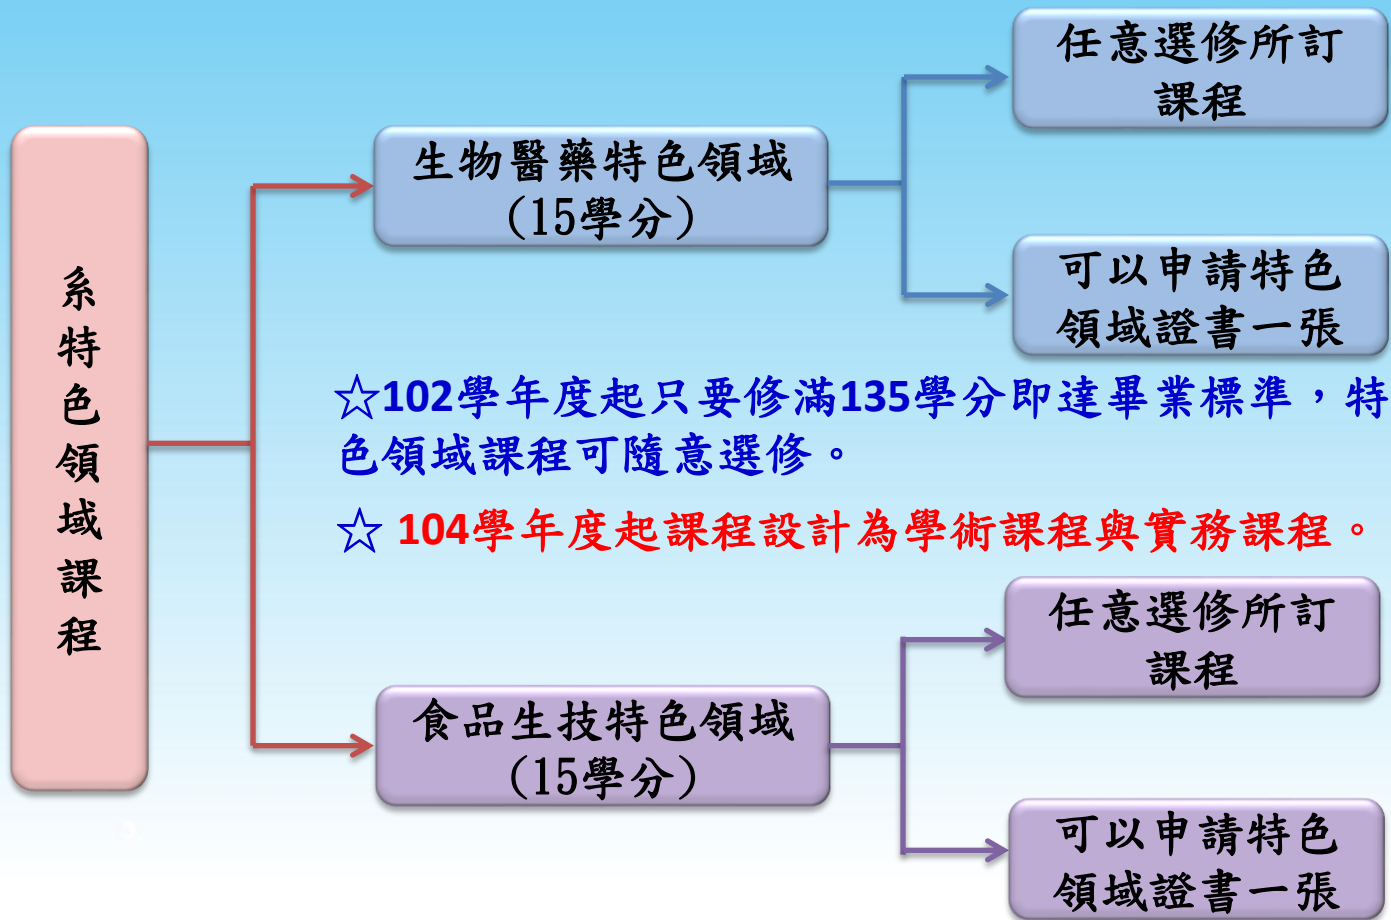 系特色領域課程
生物醫藥特色領域
(15學分)
任意選修所訂
課程
可以申請特色
領域證書一張
☆102學年度起只要修滿135學分即達畢業標準，特
色領域課程可隨意選修。
☆ 104學年度起課程設計為學術課程與實務課程。
食品生技特色領域
(15學分)
任意選修所訂
課程
可以申請特色
領域證書一張